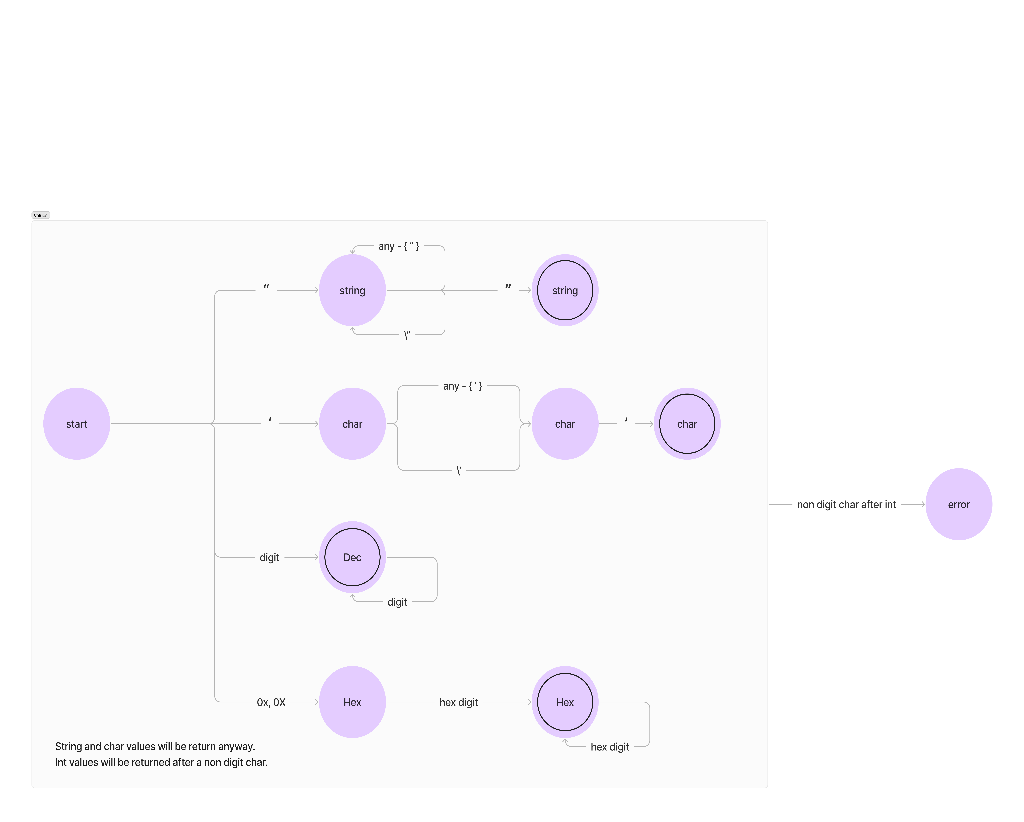 any - { " }
"
string
"
string
\"
any - { ' }
start
'
char
char
'
char
\'
non digit char after int
error
digit
Dec
digit
0x, 0X
Hex
hex digit
Hex
hex digit
String and char values will be return anyway.
Int values will be returned after a non digit char.